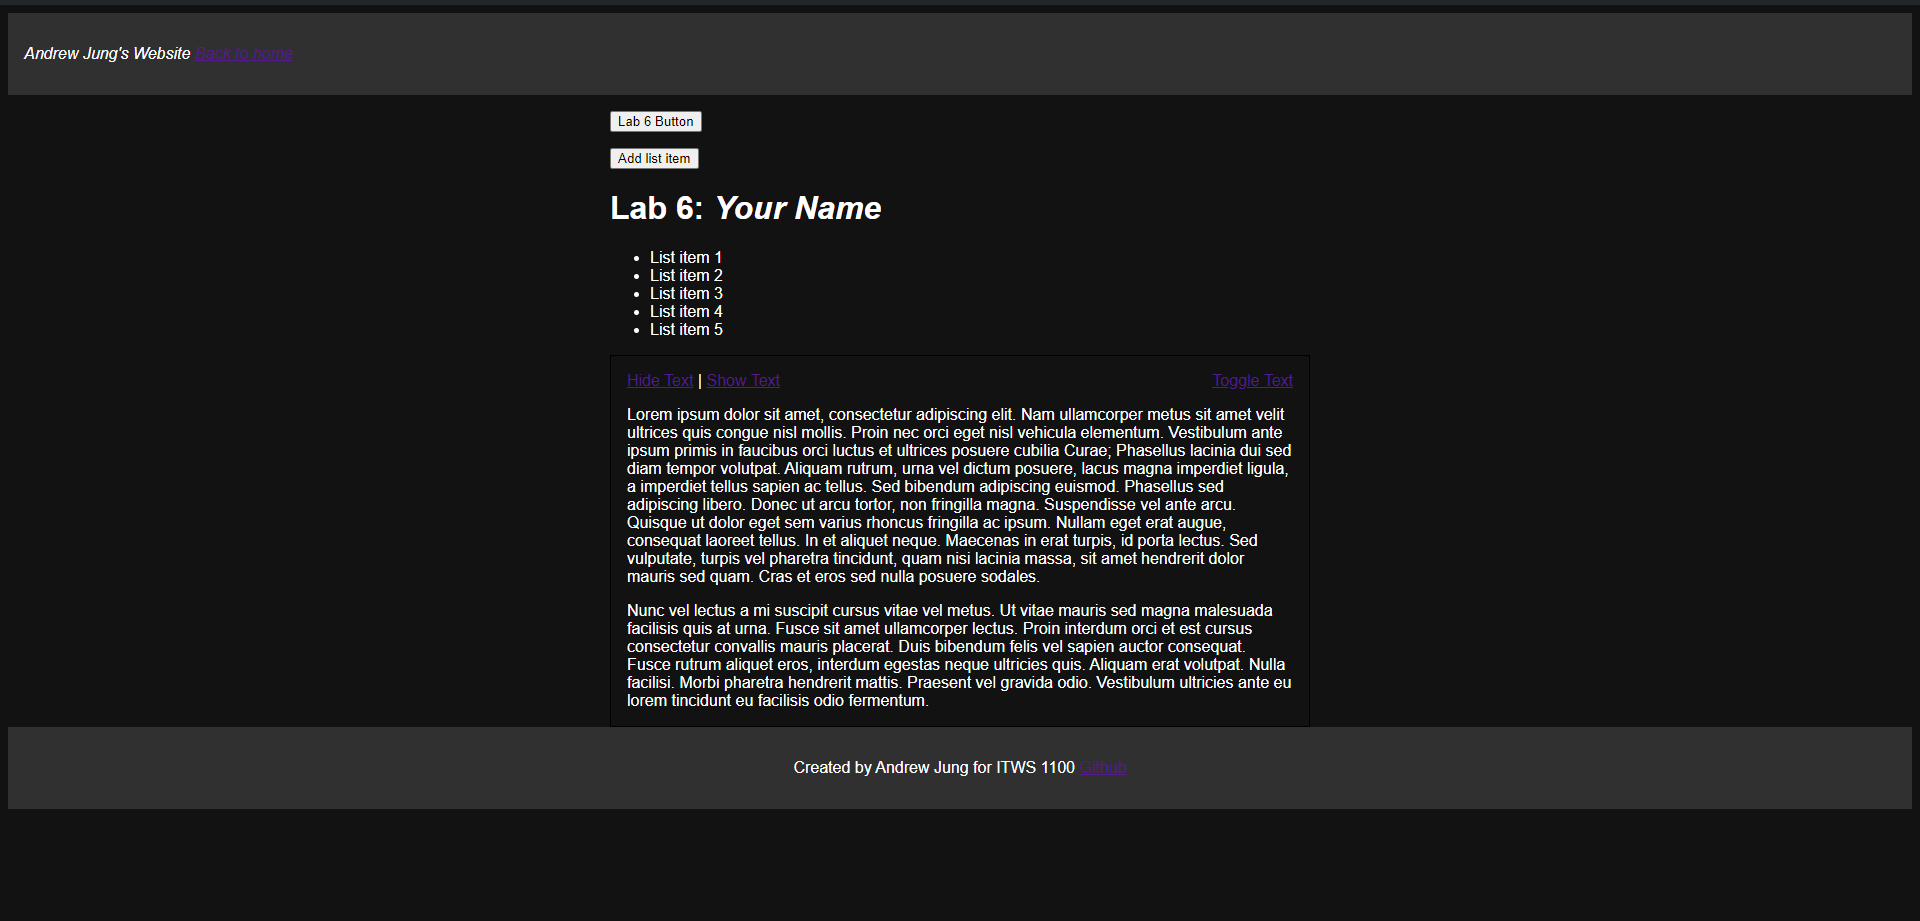 Andrew Jung's Website Back to home
Lab 6 Button
Add list item
Lab 6: Your Name
• List item 1
• List item 2
• List item 3
• List item 4
• List item 5
Hide Text | Show Text Toggle Text
Lorem ipsum dolor sit amet, consectetur adipiscing elit. Nam ullamcorper metus sit amet velit
ultrices quis congue nisl mollis. Proin nec orci eget nisl vehicula elementum. Vestibulum ante
ipsum primis in faucibus orci luctus et ultrices posuere cubilia Curae; Phasellus lacinia dui sed
diam tempor volutpat. Aliquam rutrum, urna vel dictum posuere, lacus magna imperdiet ligula,
a imperdiet tellus sapien ac tellus. Sed bibendum adipiscing euismod. Phasellus sed
adipiscing libero. Donec ut arcu tortor, non fringilla magna. Suspendisse vel ante arcu.
Quisque ut dolor eget sem varius rhoncus fringilla ac ipsum. Nullam eget erat augue,
consequat laoreet tellus. In et aliquet neque. Maecenas in erat turpis, id porta lectus. Sed
vulputate, turpis vel pharetra tincidunt, quam nisi lacinia massa, sit amet hendrerit dolor
mauris sed quam. Cras et eros sed nulla posuere sodales.
Nunc vel lectus a mi suscipit cursus vitae vel metus. Ut vitae mauris sed magna malesuada
facilisis quis at urna. Fusce sit amet ullamcorper lectus. Proin interdum orci et est cursus
consectetur convallis mauris placerat. Duis bibendum felis vel sapien auctor consequat.
Fusce rutrum aliquet eros, interdum egestas neque ultricies quis. Aliquam erat volutpat. Nulla
facilisi. Morbi pharetra hendrerit mattis. Praesent vel gravida odio. Vestibulum ultricies ante eu
lorem tincidunt eu facilisis odio fermentum.
Created by Andrew Jung for ITWS 1100 Github